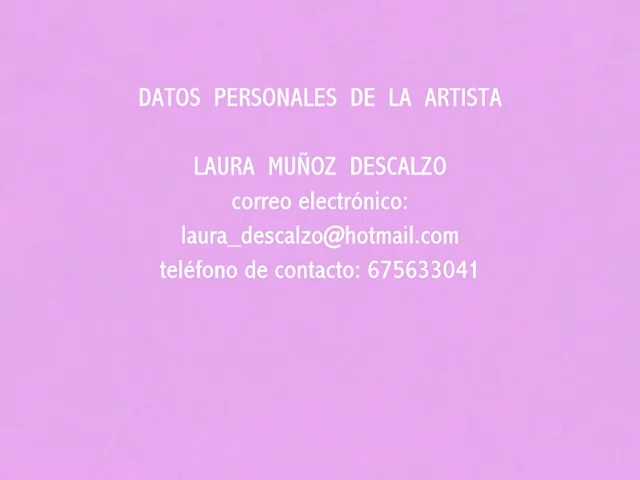 DATOS PERSONALES DE LA ARTISTA
LAURA MUÑOZ DESCALZO
correo electrónico:
laura_descalzo@hotmail.com
teléfono de contacto: 675633041